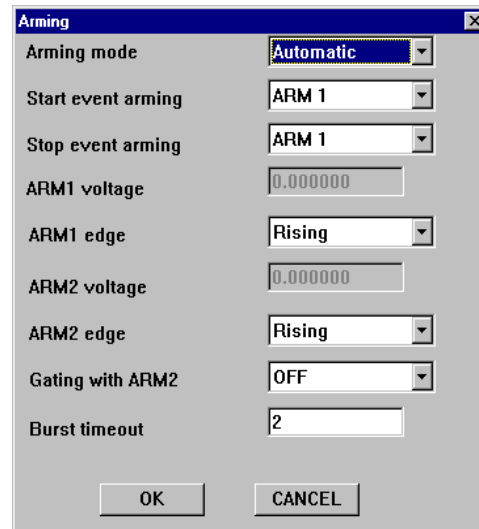 Arming
Arming mode Automatic
Start event arming ARM 1
Stop event arming ARM 1
ARM1 voltage 0.000000
ARM1 edge Rising
ARM2 voltage 0.000000
ARM2 edge Rising
Gating with ARM2 OFF
Burst timeout 2
OK CANCEL